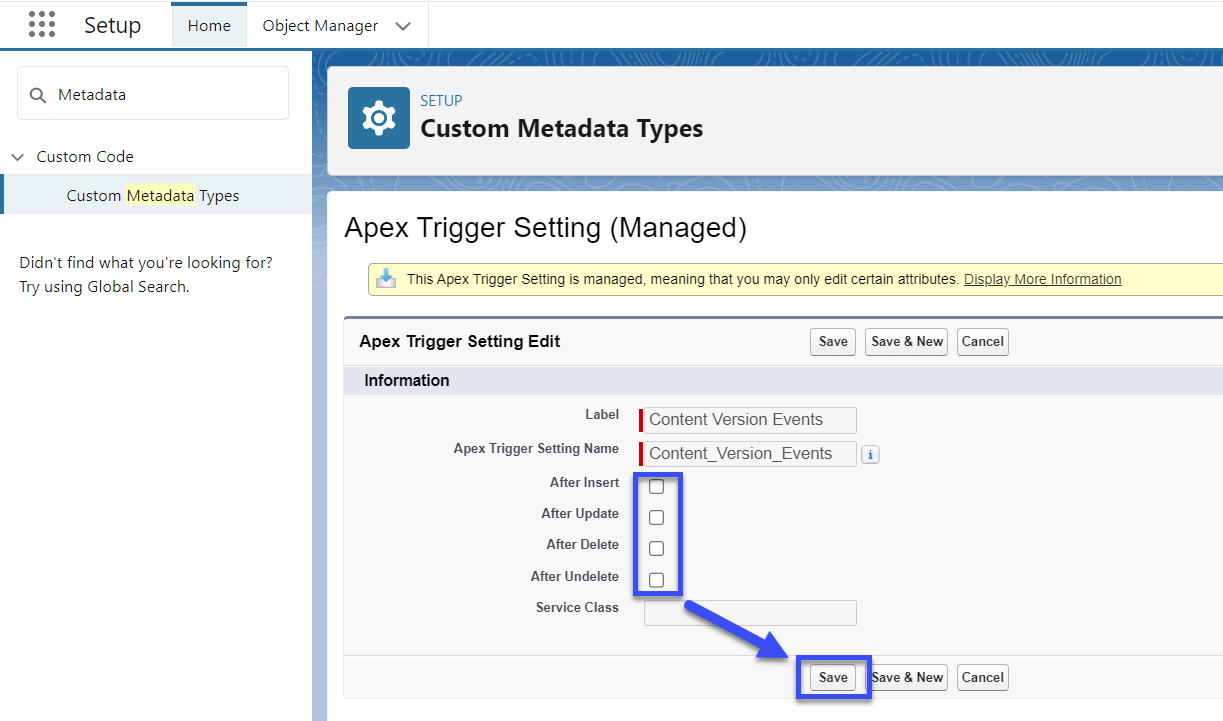 Setup
Home
Object Manager
Metadata
Custom Code
Custom Metadata Types
Didn't find what you're looking for?
Try using Global Search.
SETUP
Custom Metadata Types
Apex Trigger Setting (Managed)
This Apex Trigger Setting is managed, meaning that you may only edit certain attributes. Display More Information
Apex Trigger Setting Edit
Save
Save & New
Cancel
Information
Label
Content Version Events
Apex Trigger Setting Name
Content_Version_Events
i
After Insert
After Update
After Delete
After Undelete
Service Class
Save
Save & New
Cancel